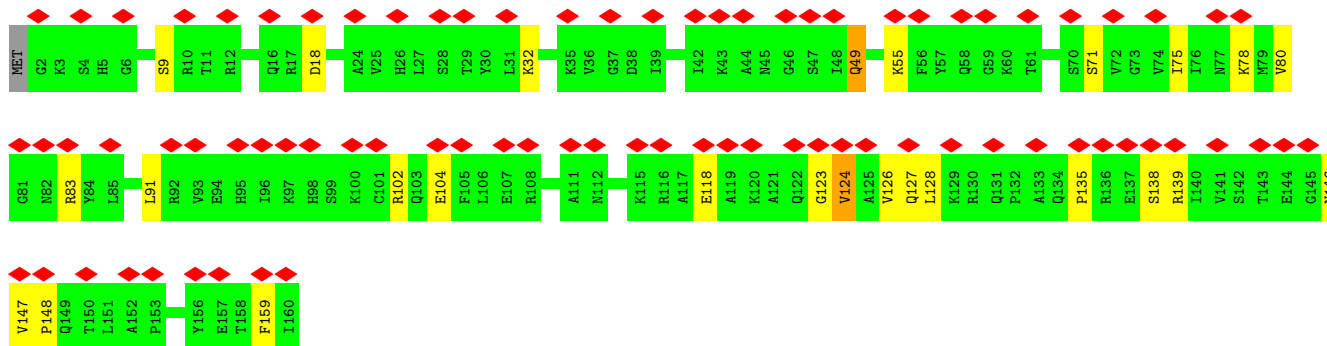 MET G2 K3 S4 H5 G6 S9 R10 T11 R12 Q16 R17 D18 A24 V25 H26 L27 S28 T29 Y30 L31 K32 K35 V36 G37 D38 I39 I42 K43 A44 N45 G46 S47 I48 Q49 K55 F56 Y57 Q58 G59 K60 T61 S70 S71 V72 G73 V74 I75 I76 N77 K78 M79 V80
G81 N82 R83 Y84 L85 L91 R92 V93 E94 H95 I96 K97 H98 S99 K100 C101 R102 Q103 E104 F105 L106 E107 R108 A111 N112 K115 R116 A117 E118 A119 K120 A121 Q122 G123 V124 A125 V126 Q127 L128 K129 R130 Q131 P132 A133 Q134 P135 R136 E137 S138 R139 I140 V141 S142 T143 E144 G145
V147 P148 Q149 T150 L151 A152 P153 Y156 E157 T158 F159 I160